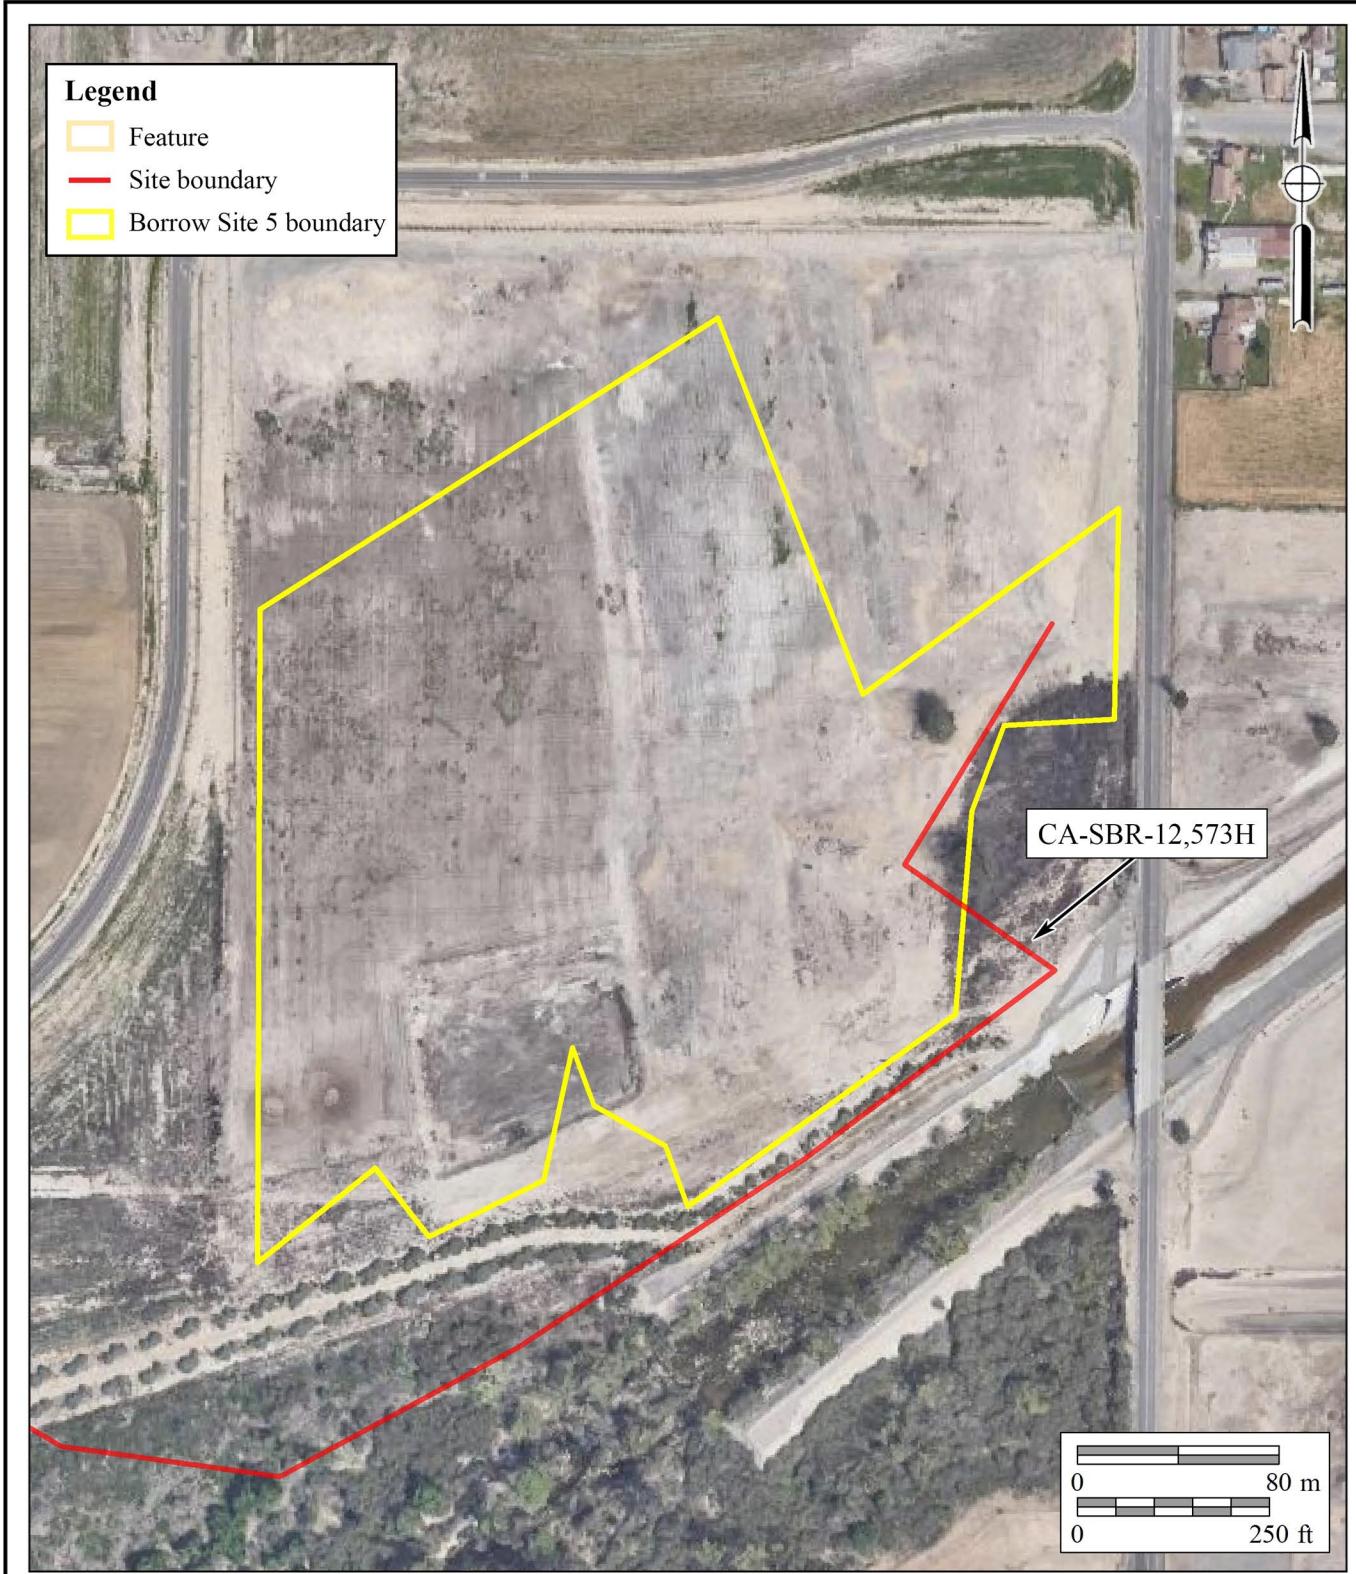 Legend
Feature
Site boundary
Borrow Site 5 boundary
CA-SBR-12,573H
0 80 m
0 250 ft